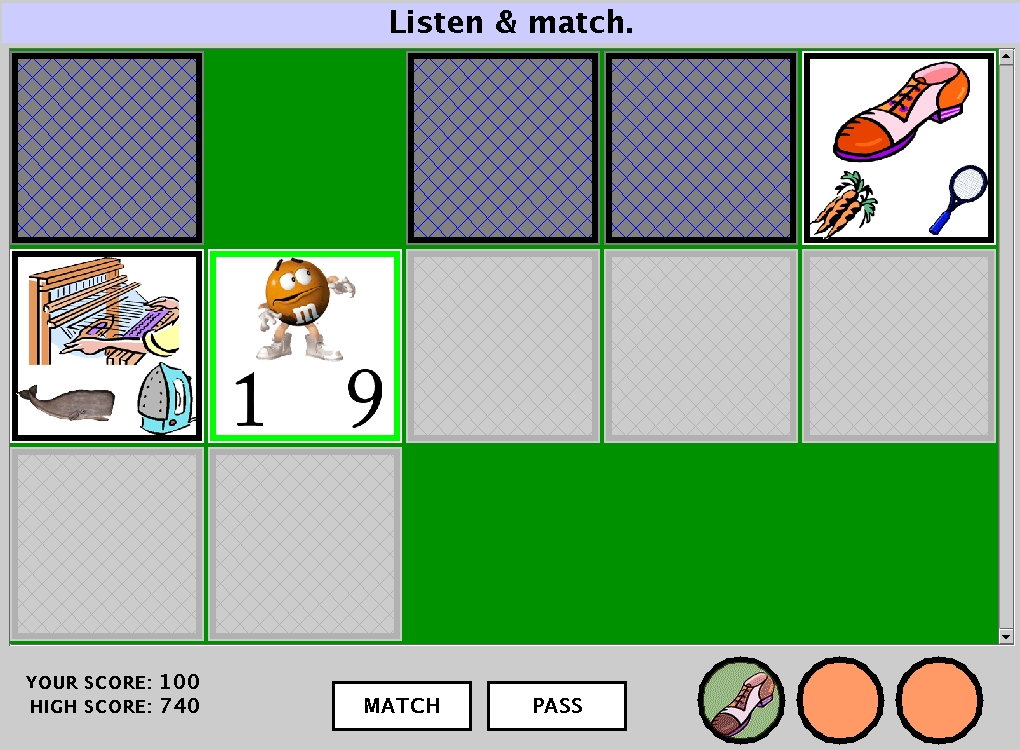 Listen & match.
m
1 9
YOUR SCORE: 100
HIGH SCORE: 740
MATCH
PASS